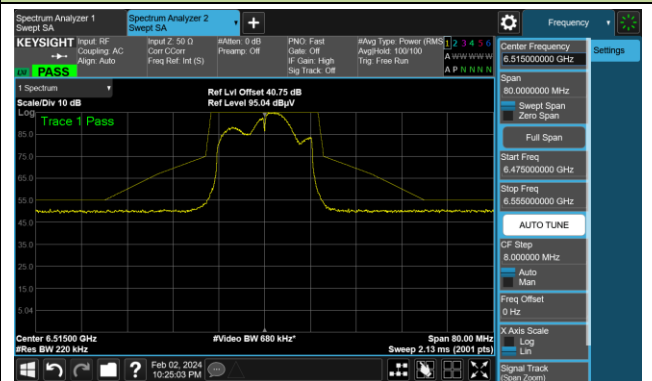 Spectrum Analyzer 1
Swept SA
Spectrum Analyzer 2
Swept SA
Frequency
KEYSIGHT
Input: RF
Coupling: AC
Align: Auto
Input Z: 50 Ω
Corr CCorr
Freq Ref: Int (S)
#Atten: 0 dB
Preamp: Off
PNO: Fast
Gate: Off
IF Gain: High
Sig Track: Off
#Avg Type: Power (RMS
Avg|Hold: 100/100
Trig: Free Run
1 2 3 4 5 6
A W W W W W
A P N N N N
PASS
1 Spectrum
Scale/Div 10 dB
Ref Lvl Offset 40.75 dB
Ref Level 95.04 dBµV
Log
Trace 1 Pass
85.0
75.0
65.0
55.0
45.0
35.0
25.0
15.0
5.04
Center 6.51500 GHz
#Res BW 220 kHz
#Video BW 680 kHz*
Span 80.00 MHz
Sweep 2.13 ms (2001 pts)
Feb 02, 2024
10:25:03 PM
Center Frequency
6.515000000 GHz
Settings
Span
80.0000000 MHz
Swept Span
Zero Span
Full Span
Start Freq
6.475000000 GHz
Stop Freq
6.555000000 GHz
AUTO TUNE
CF Step
8.000000 MHz
Auto
Man
Freq Offset
0 Hz
X Axis Scale
Log
Lin
Signal Track
(Span Zoom)